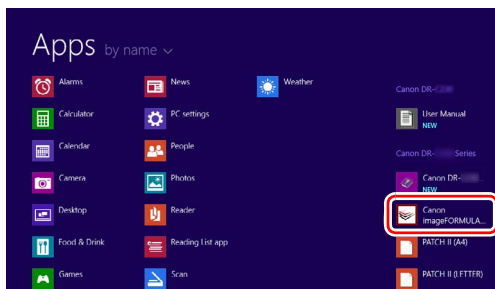 Apps by name
Alarms
Calculator
Calendar
Camera
Desktop
Food & Drink
Games
News
PC settings
People
Photos
Reader
Reading List app
Scan
Weather
Canon DR-
User Manual
NEW
Canon DR- Series
Canon DR- ...
NEW
Canon
imageFORMULA...
PATCH II (A4)
PATCH II (LETTER)